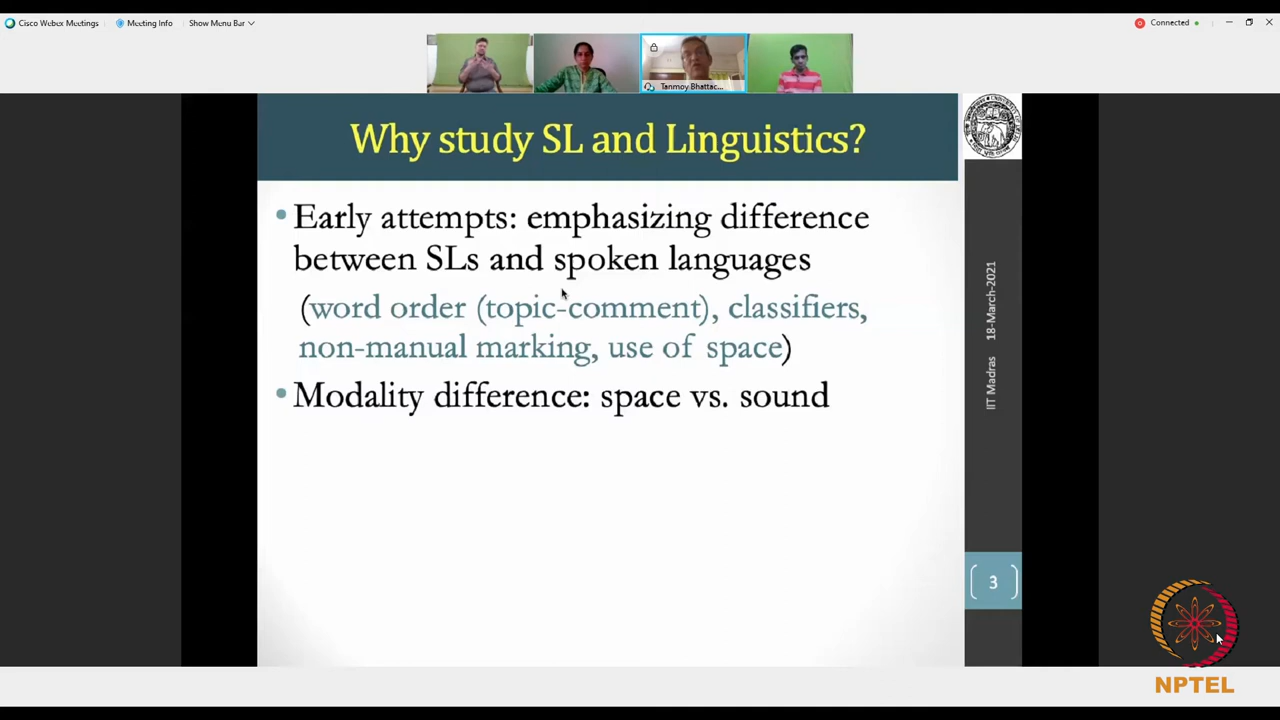 Cisco Webex Meetings
Meeting Info
Show Menu Bar
Connected
Tanmoy Bhattac...
Why study SL and Linguistics?
•Early attempts: emphasizing difference
between SLs and spoken languages
(word order (topic-comment), classifiers,
non-manual marking, use of space)
•Modality difference: space vs. sound
IIT Madras 18-March-2021
3
NPTEL